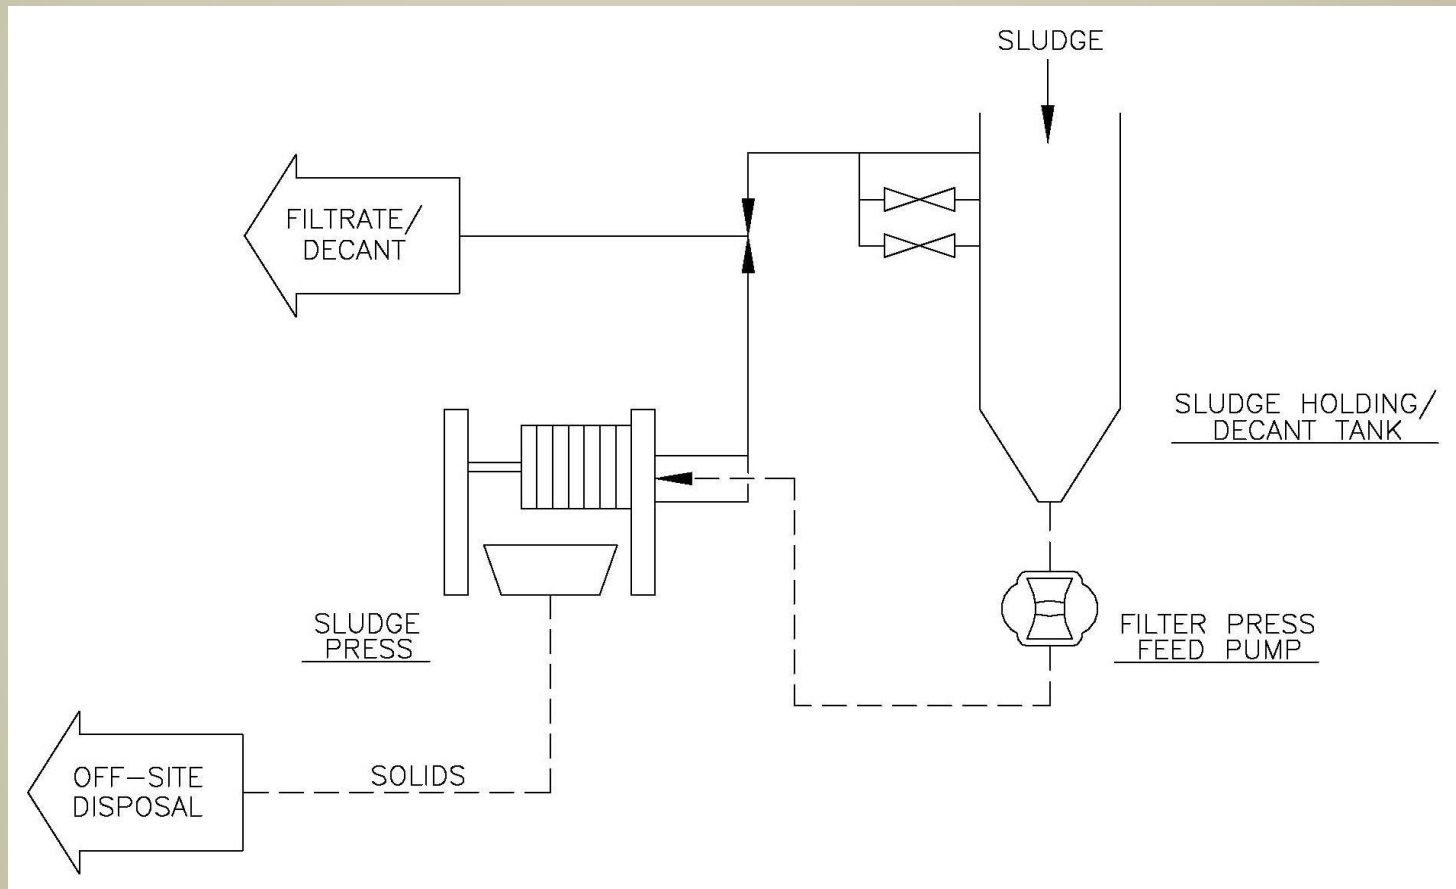 SLUDGE
FILTRATE/
DECANT
SLUDGE HOLDING/
DECANT TANK
SLUDGE
PRESS
FILTER PRESS
FEED PUMP
OFF-SITE
DISPOSAL
SOLIDS